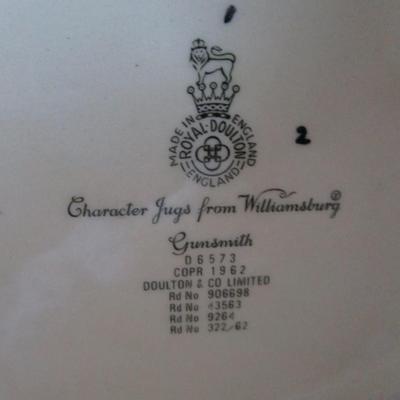 MADE IN ENGLAND
ROYAL·DOULTON
ENGLAND
2
Character Jugs from Williamsburg ®
Gunsmith
D 6573
COPR 1962
DOULTON & CO LIMITED
Rd No 906698
Rd No 43563
Rd No 9264
Rd No 322/62